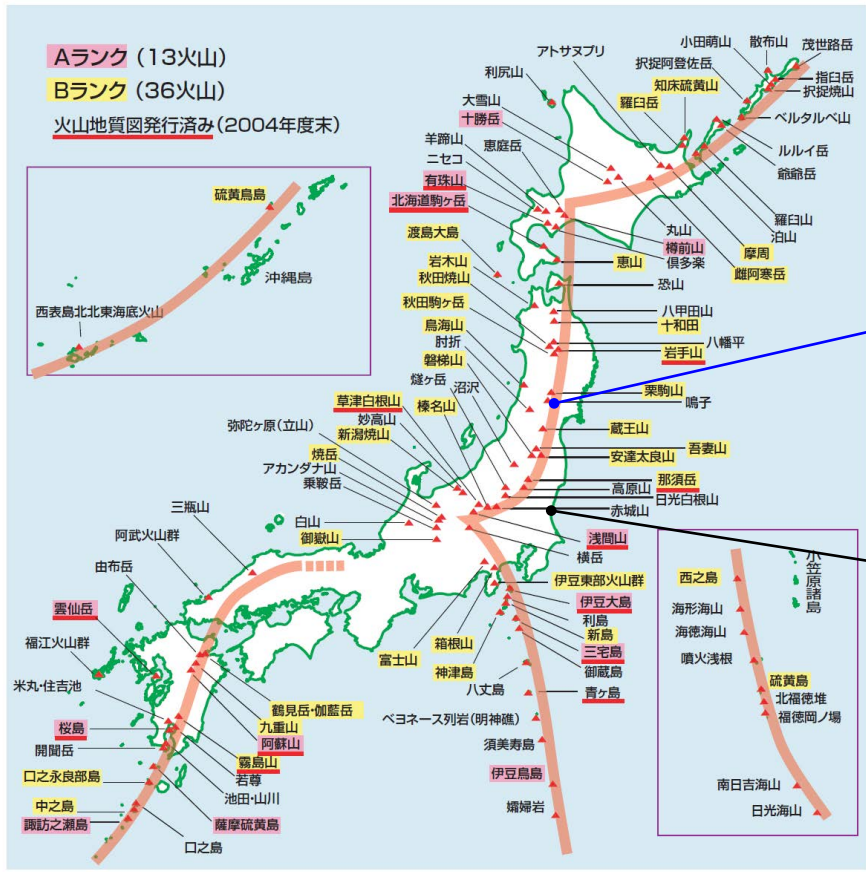 Aランク (13火山)
Bランク (36火山)
火山地質図発行済み(2004年度末)
硫黄鳥島
沖縄島
西表島北北東海底火山
アトサヌプリ
利尻山
大雪山
十勝岳
羊蹄山
ニセコ
恵庭岳
有珠山
北海道駒ヶ岳
小田萌山
散布山
茂世路岳
択捉阿登佐岳
知床硫黄山
羅臼岳
指臼岳
択捉焼山
ベルタルベ山
ルルイ岳
爺爺岳
羅臼山
泊山
摩周
雌阿寒岳
丸山
樽前山
倶多楽
恵山
渡島大島
岩木山
秋田焼山
秋田駒ヶ岳
鳥海山
肘折
磐梯山
燧ヶ岳
沼沢
恐山
八甲田山
十和田
八幡平
岩手山
栗駒山
鳴子
蔵王山
吾妻山
安達太良山
那須岳
高原山
日光白根山
赤城山
草津白根山
榛名山
妙高山
新潟焼山
弥陀ヶ原(立山)
焼岳
アカンダナ山
乗鞍岳
白山
御嶽山
浅間山
横岳
伊豆東部火山群
伊豆大島
利島
新島
三宅島
御蔵島
青ヶ島
富士山
箱根山
神津島
八丈島
ベヨネース列岩(明神礁)
須美寿島
伊豆鳥島
孀婦岩
三瓶山
阿武火山群
由布岳
雲仙岳
福江火山群
米丸・住吉池
桜島
開聞岳
口之永良部島
中之島
諏訪之瀬島
鶴見岳・伽藍岳
九重山
阿蘇山
霧島山
若尊
池田・山川
薩摩硫黄島
口之島
小笠原諸島
西之島
海形海山
海徳海山
噴火浅根
硫黄島
北福徳堆
福徳岡ノ場
南日吉海山
日光海山